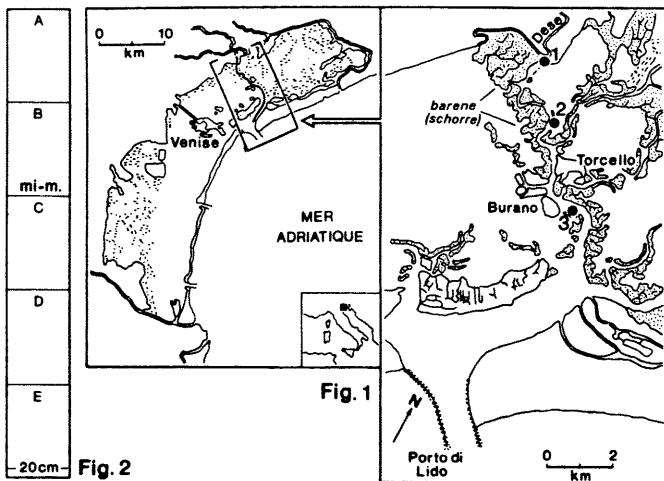 A
B
mi-m.
C
D
E
20cm
Fig. 2
0 10
km
Venise
MER
ADRIATIQUE
Fig. 1
Dese
1
barene
(schorre)
2
Torcello
Burano
3
N
Porto di
Lido
0 2
km